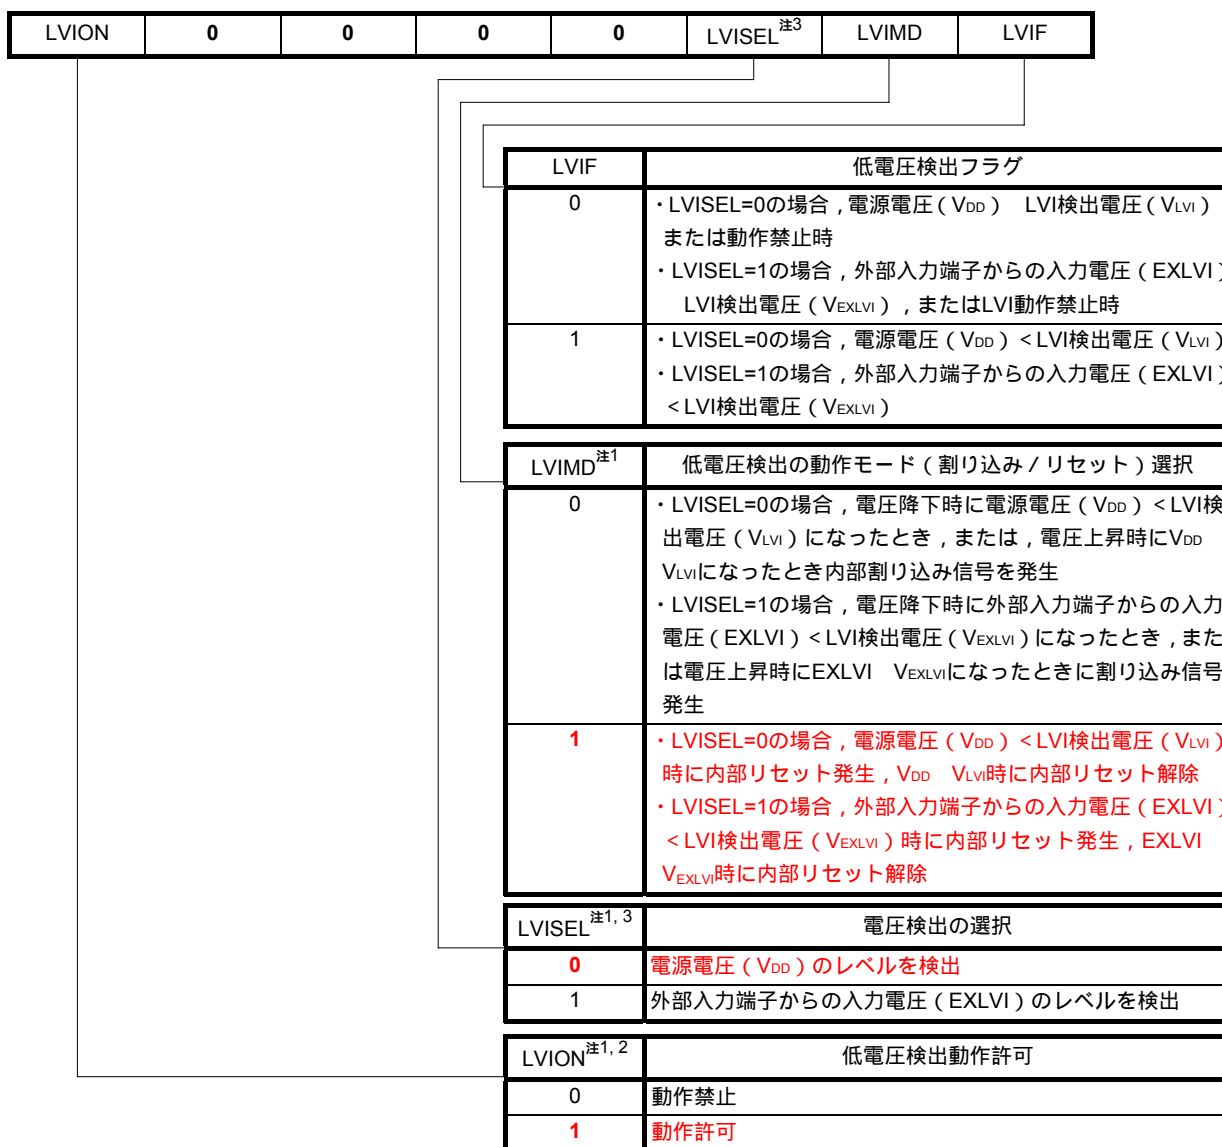 LVION 0 0 0 0 LVISEL注3 LVIMD LVIF
LVIF 低電圧検出フラグ
0 ・LVISEL=0の場合，電源電圧（VDD） LVI検出電圧（VLVI）
または動作禁止時
・LVISEL=1の場合，外部入力端子からの入力電圧（EXLVI）
LVI検出電圧（VEXLVI），またはLVI動作禁止時
1 ・LVISEL=0の場合，電源電圧（VDD）＜LVI検出電圧（VLVI）
・LVISEL=1の場合，外部入力端子からの入力電圧（EXLVI）
＜LVI検出電圧（VEXLVI）
LVIMD注1 低電圧検出の動作モード（割り込み／リセット）選択
0 ・LVISEL=0の場合，電圧降下時に電源電圧（VDD）＜LVI検
出電圧（VLVI）になったとき，または，電圧上昇時にVDD
VLVIになったとき内部割り込み信号を発生
・LVISEL=1の場合，電圧降下時に外部入力端子からの入力
電圧（EXLVI）＜LVI検出電圧（VEXLVI）になったとき，また
は電圧上昇時にEXLVI VEXLVIになったときに割り込み信号
発生
1 ・LVISEL=0の場合，電源電圧（VDD）＜LVI検出電圧（VLVI）
時に内部リセット発生，VDD VLVI時に内部リセット解除
・LVISEL=1の場合，外部入力端子からの入力電圧（EXLVI）
＜LVI検出電圧（VEXLVI）時に内部リセット発生，EXLVI
VEXLVI時に内部リセット解除
LVISEL注1, 3 電圧検出の選択
0 電源電圧（VDD）のレベルを検出
1 外部入力端子からの入力電圧（EXLVI）のレベルを検出
LVION注1, 2 低電圧検出動作許可
0 動作禁止
1 動作許可